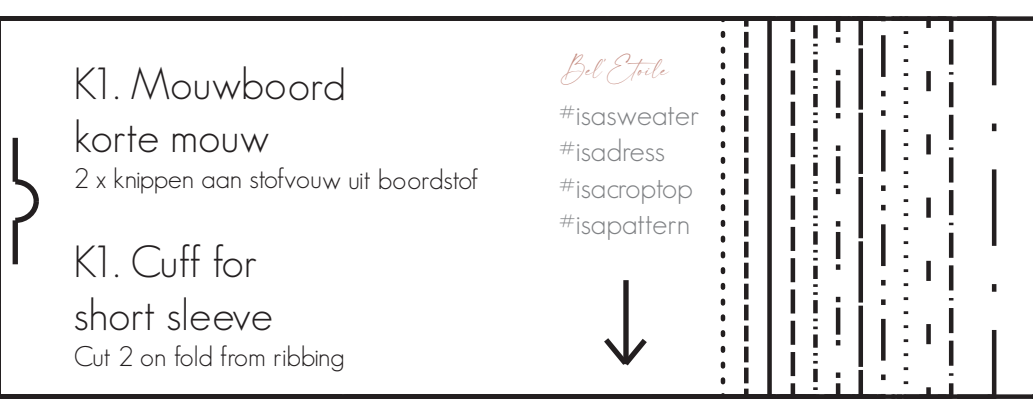 K1. Mouwboord
korte mouw
2 x knippen aan stofvouw uit boordstof
K1. Cuff for
short sleeve
Cut 2 on fold from ribbing
Bel'Etoile
#isasweater
#isadress
#isacroptop
#isapattern